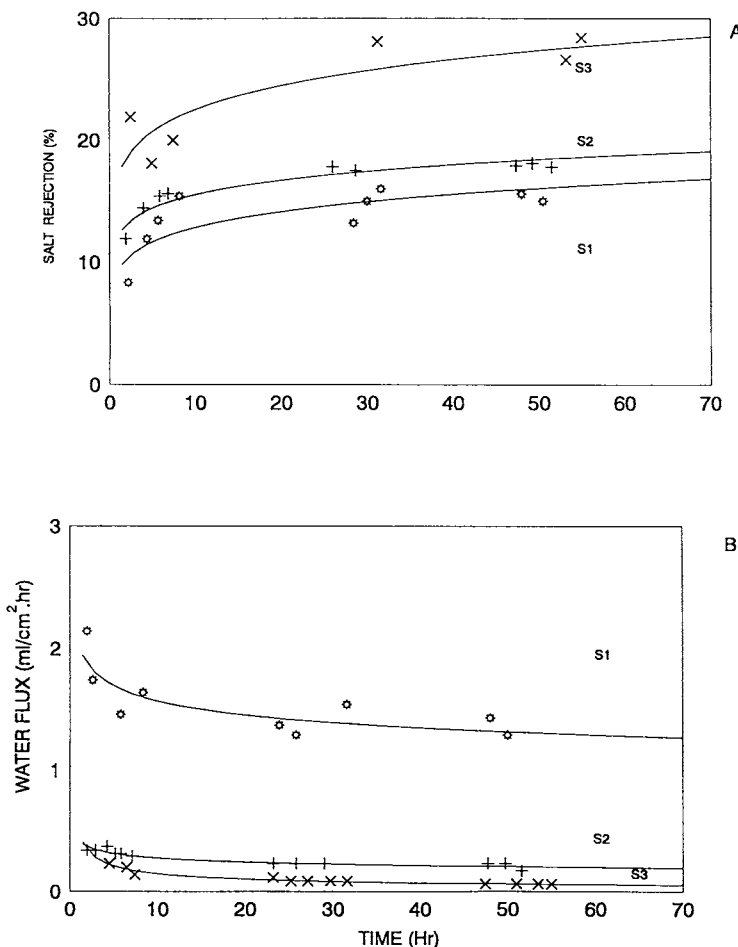 A
30
20
10
0
SALT REJECTION (%)
S3
S2
S1
0 10 20 30 40 50 60 70
B
3
2
1
0
WATER FLUX (ml/cm².hr)
S1
S2
S3
0 10 20 30 40 50 60 70
TIME (Hr)